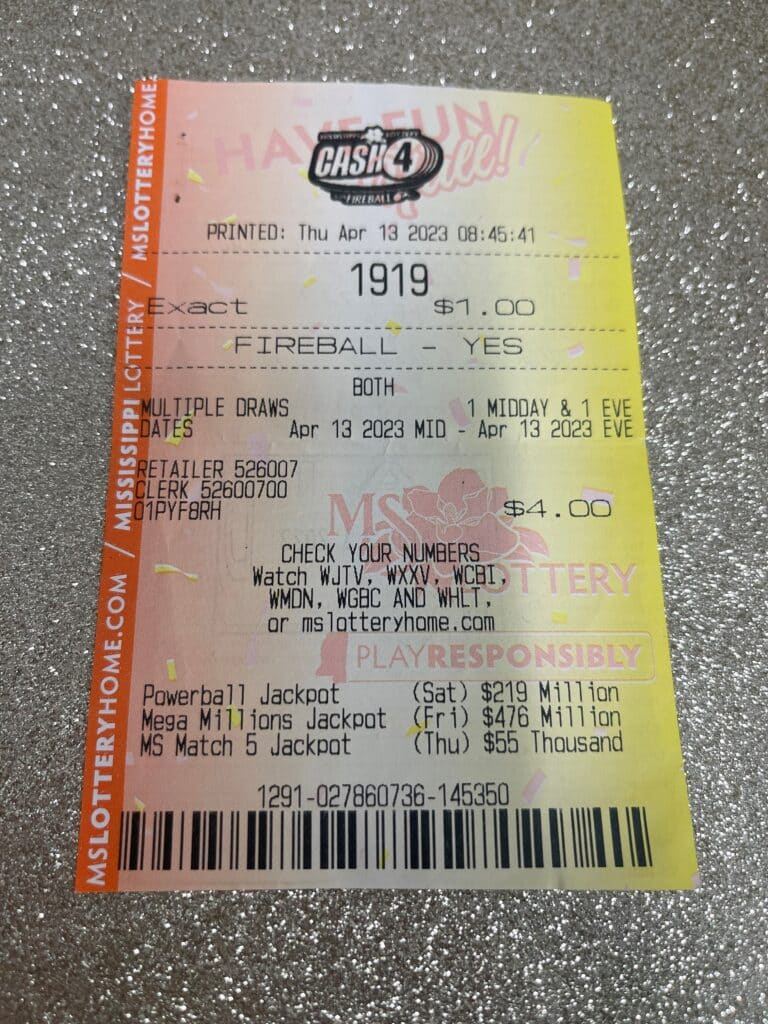 MSLOTTERYHOME.COM / MISSISSIPPI LOTTERY / MSLOTTERYHOME.
HAVE FUN
CASH 4
FIREBALL
PRINTED: Thu Apr 13 2023 08:45:41
1919
Exact $1.00
FIREBALL - YES
BOTH
MULTIPLE DRAWS 1 MIDDAY & 1 EVE
DATES Apr 13 2023 MID - Apr 13 2023 EVE
RETAILER 526007
CLERK 52600700
01PYF8RH $4.00
MS
LOTTERY
CHECK YOUR NUMBERS
Watch WJTV, WXXV, WCBI,
WMDN, WGBC AND WHLT,
or mslotteryhome.com
PLAYRESPONSIBLY
Powerball Jackpot (Sat) $219 Million
Mega Millions Jackpot (Fri) $476 Million
MS Match 5 Jackpot (Thu) $55 Thousand
1291-027860736-145350